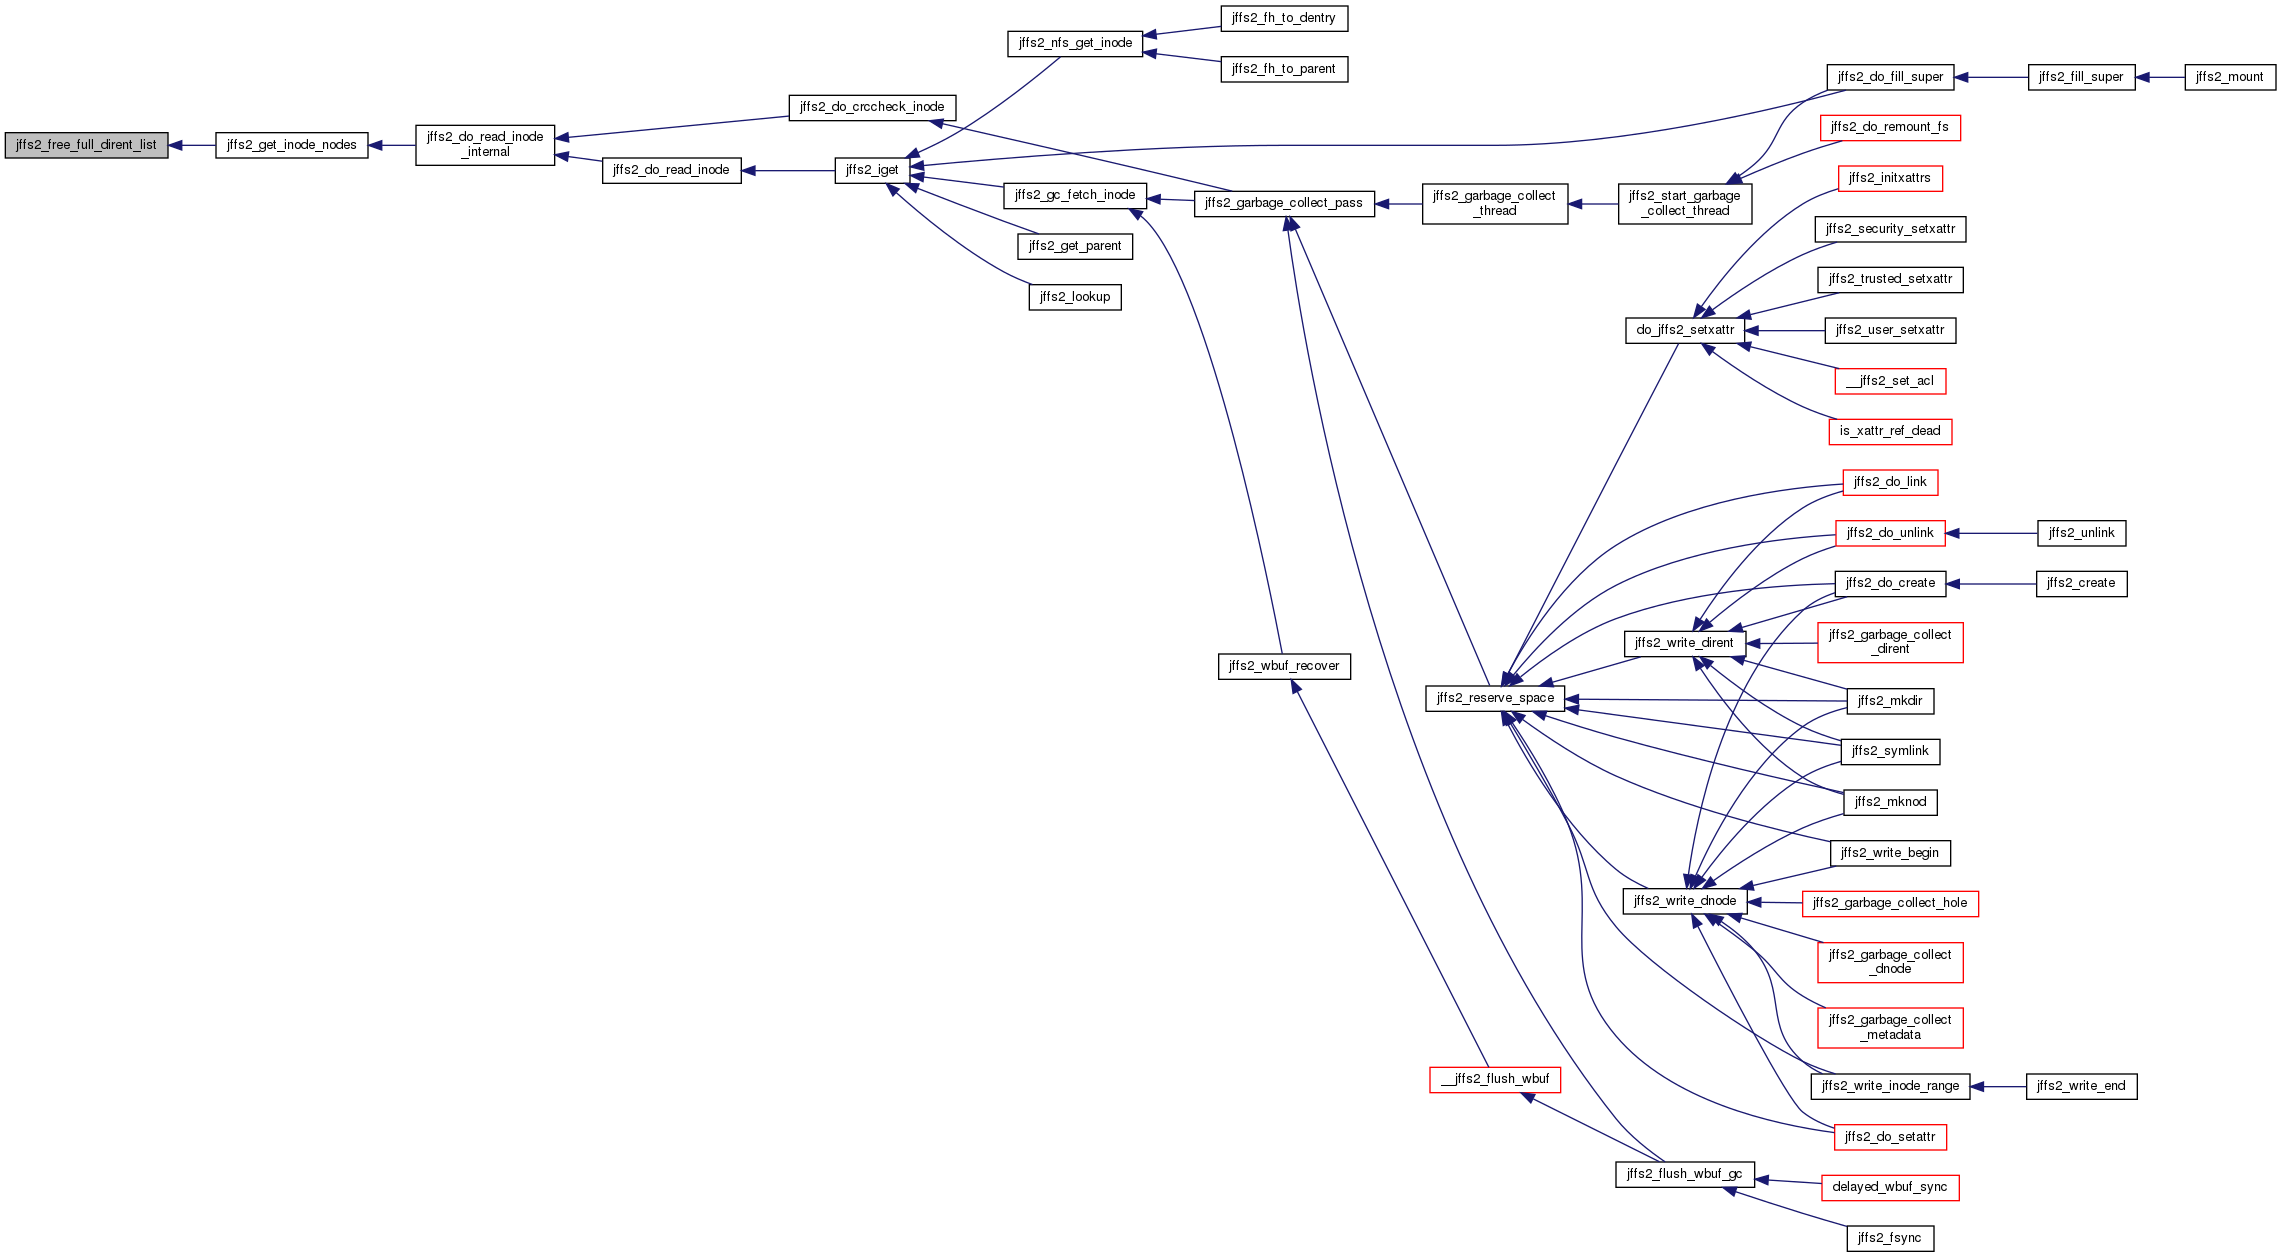 jffs2_free_full_dirent_list
jffs2_get_inode_nodes
jffs2_do_read_inode
_internal
jffs2_do_crccheck_inode
jffs2_do_read_inode
jffs2_iget
jffs2_nfs_get_inode
jffs2_fh_to_dentry
jffs2_fh_to_parent
jffs2_gc_fetch_inode
jffs2_get_parent
jffs2_lookup
jffs2_garbage_collect_pass
jffs2_garbage_collect
_thread
jffs2_start_garbage
_collect_thread
jffs2_do_fill_super
jffs2_fill_super
jffs2_mount
jffs2_do_remount_fs
jffs2_initxattrs
jffs2_security_setxattr
jffs2_trusted_setxattr
do_jffs2_setxattr
jffs2_user_setxattr
__jffs2_set_acl
is_xattr_ref_dead
jffs2_do_link
jffs2_do_unlink
jffs2_unlink
jffs2_do_create
jffs2_create
jffs2_write_dirent
jffs2_garbage_collect
_dirent
jffs2_wbuf_recover
jffs2_reserve_space
jffs2_mkdir
jffs2_symlink
jffs2_mknod
jffs2_write_begin
jffs2_write_dnode
jffs2_garbage_collect_hole
jffs2_garbage_collect
_dnode
jffs2_garbage_collect
_metadata
__jffs2_flush_wbuf
jffs2_write_inode_range
jffs2_write_end
jffs2_do_setattr
jffs2_flush_wbuf_gc
delayed_wbuf_sync
jffs2_fsync